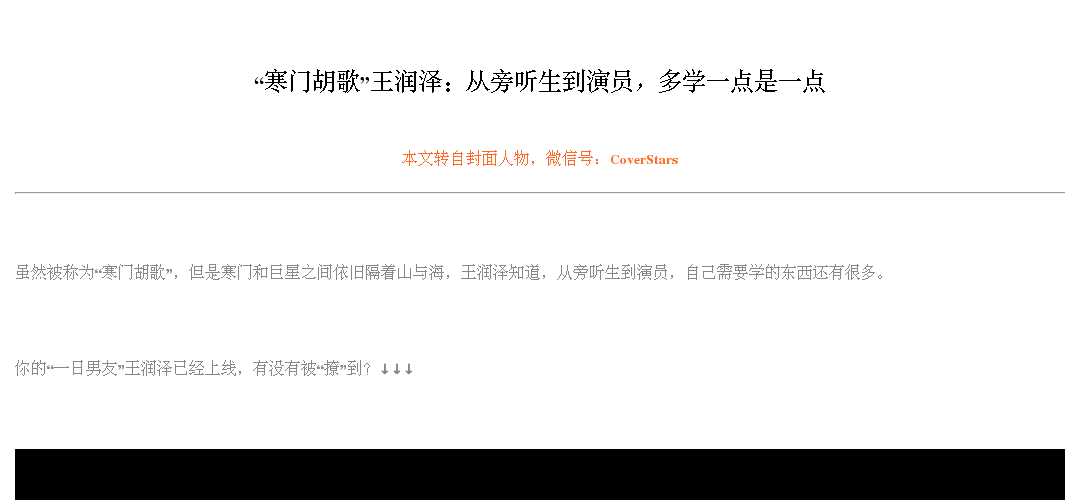 “寒门胡歌”王润泽：从旁听生到演员，多学一点是一点
本文转自封面人物，微信号：CoverStars
虽然被称为“寒门胡歌”，但是寒门和巨星之间依旧隔着山与海，王润泽知道，从旁听生到演员，自己需要学的东西还有很多。
你的“一日男友”王润泽已经上线，有没有被“撩”到？↓↓↓